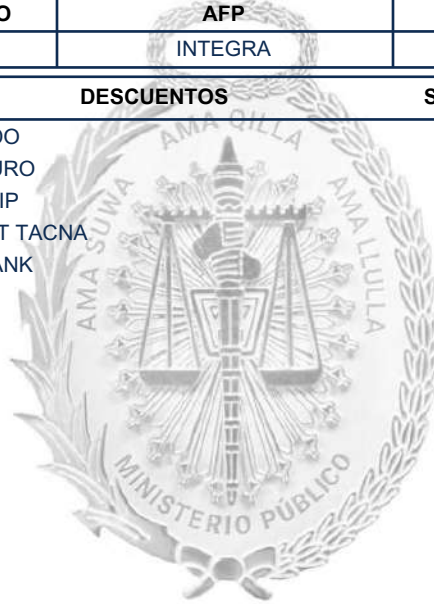 O AFP
INTEGRA
DESCUENTOS S
DO
URO
IP
T TACNA
ANK
AMA SUWA AMA QILLA AMA LLULLA
MINISTERIO PÚBLICO